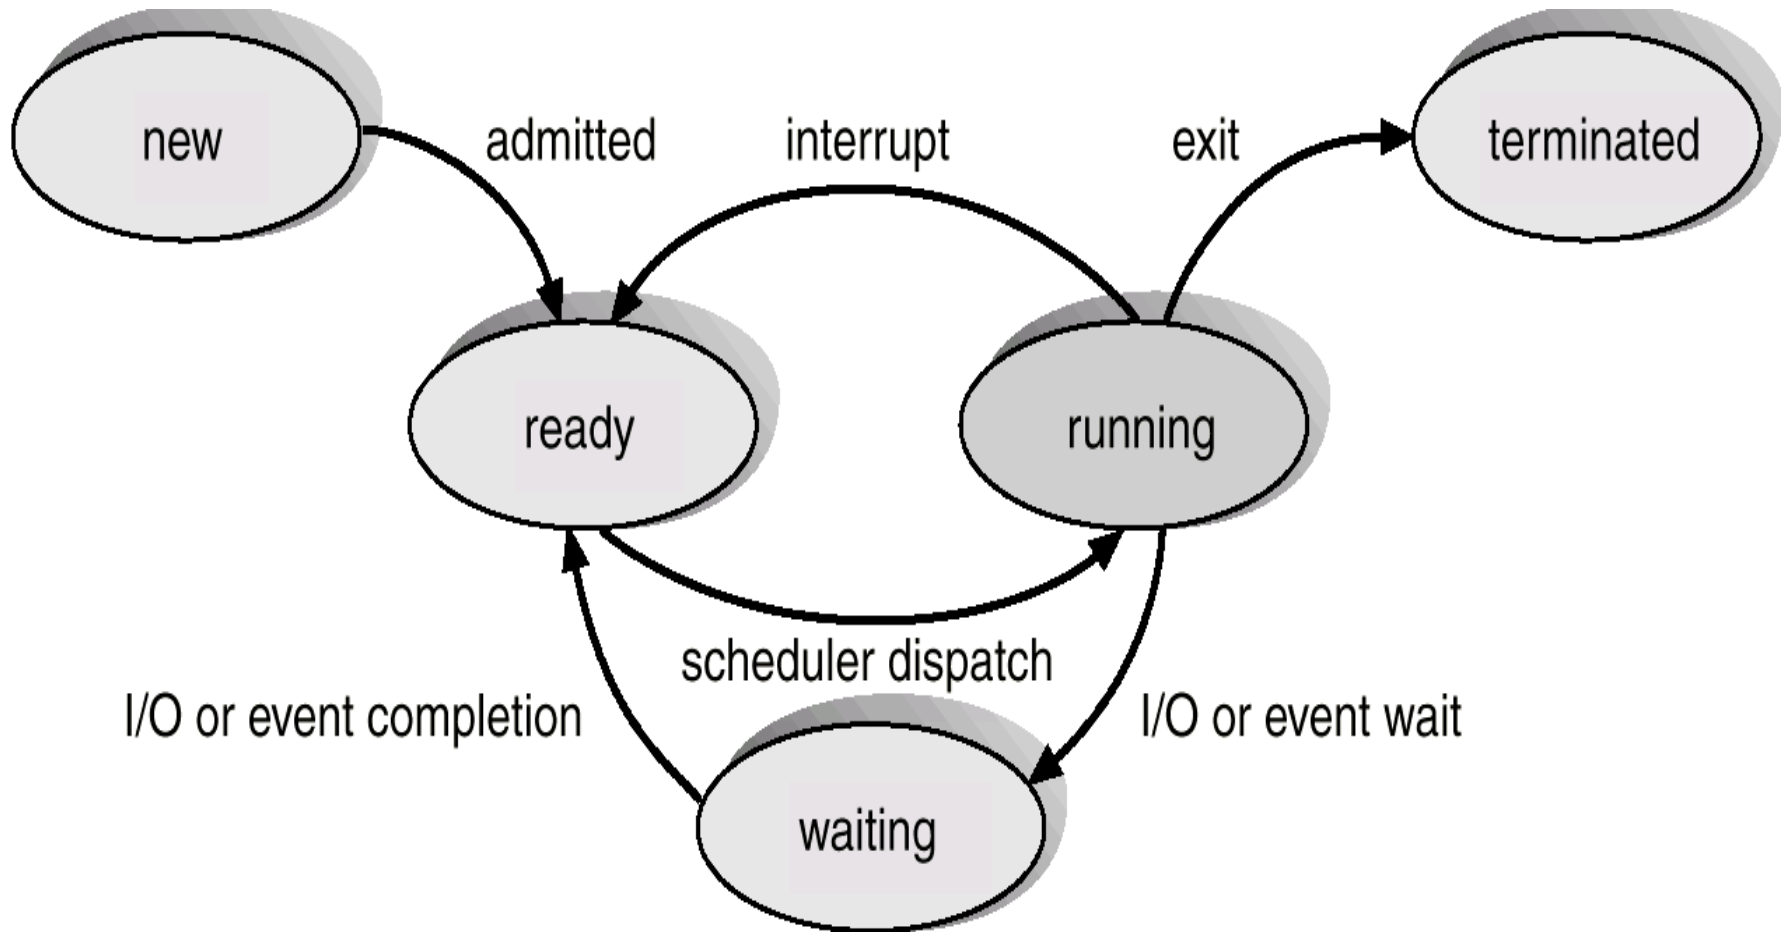 new
admitted
interrupt
exit
terminated
ready
running
scheduler dispatch
I/O or event completion
I/O or event wait
waiting